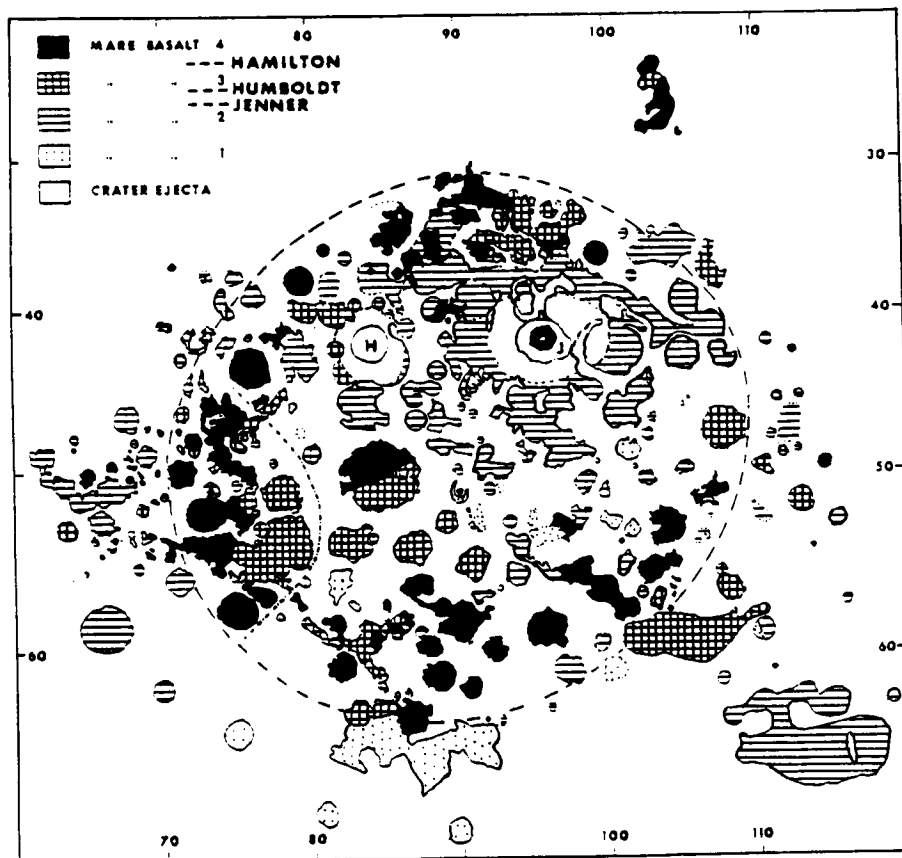 80 90 100 110
MARE BASALT 4
--- HAMILTON
" " 3
--- HUMBOLDT
--- JENNER
" " 2
" " 1
CRATER EJECTA
30
40 40
H J
50
60 60
70 80 90 100 110